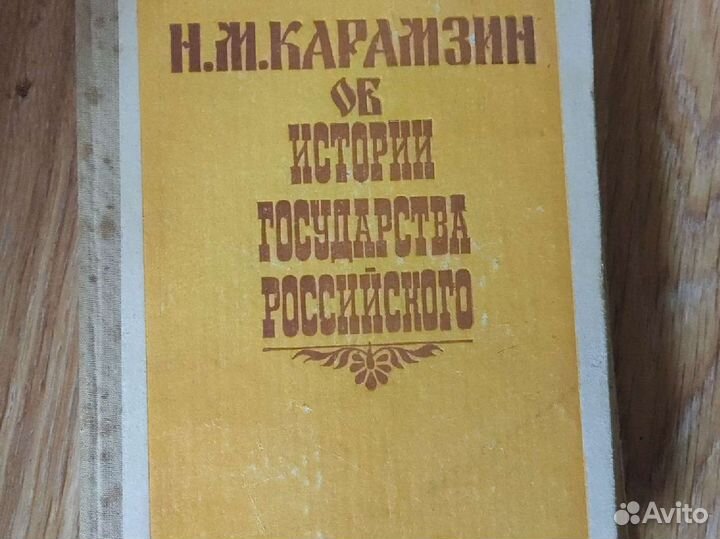 Н.М.КАРАМЗИН
ОБ
ИСТОРИИ
ГОСУДАРСТВА
РОССИЙСКОГО
Avito